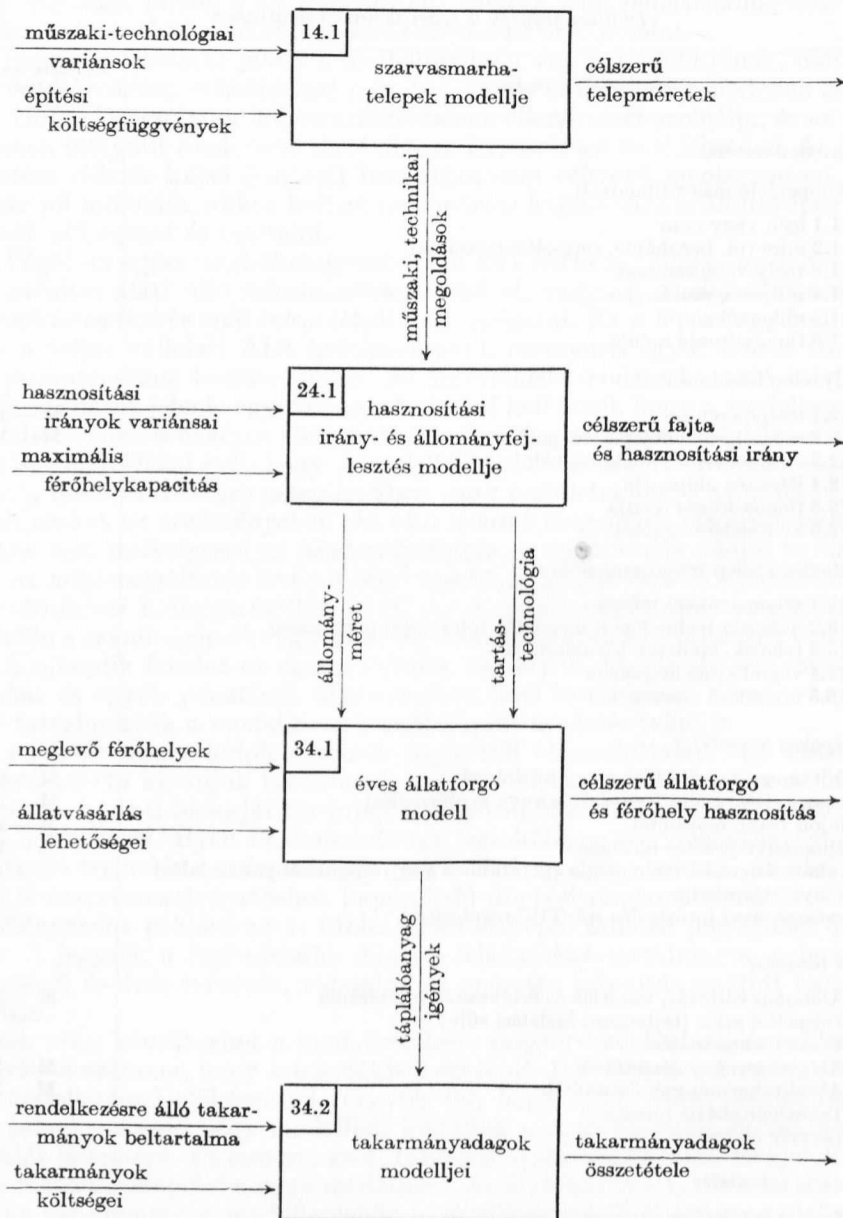 műszaki-technológiai
variánsok
építési
költségfüggvények
14.1
szarvasmarha-
telepek modellje
célszerű
telepméretek
műszaki, technikai
megoldások
hasznosítási
irányok variánsai
maximális
férőhelykapacitás
24.1
hasznosítási
irány- és állományfej-
lesztés modellje
célszerű fajta
és hasznosítási irány
állomány-
méret
tartás-
technológia
meglevő férőhelyek
állatvásárlás
lehetőségei
34.1
éves állatforgó
modell
célszerű állatforgó
és férőhely hasznosítás
táplálóanyag
igények
rendelkezésre álló takar-
mányok beltartalma
takarmányok
költségei
34.2
takarmányadagok
modelljei
takarmányadagok
összetétele